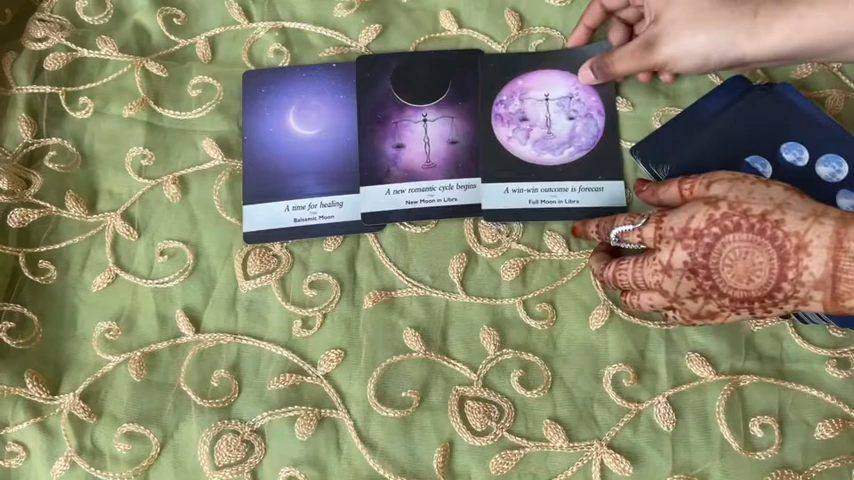 A time for healing
Balsamic Moon
A new romantic cycle begins
New Moon in Libra
A win-win outcome is forecast
Full Moon in Libra